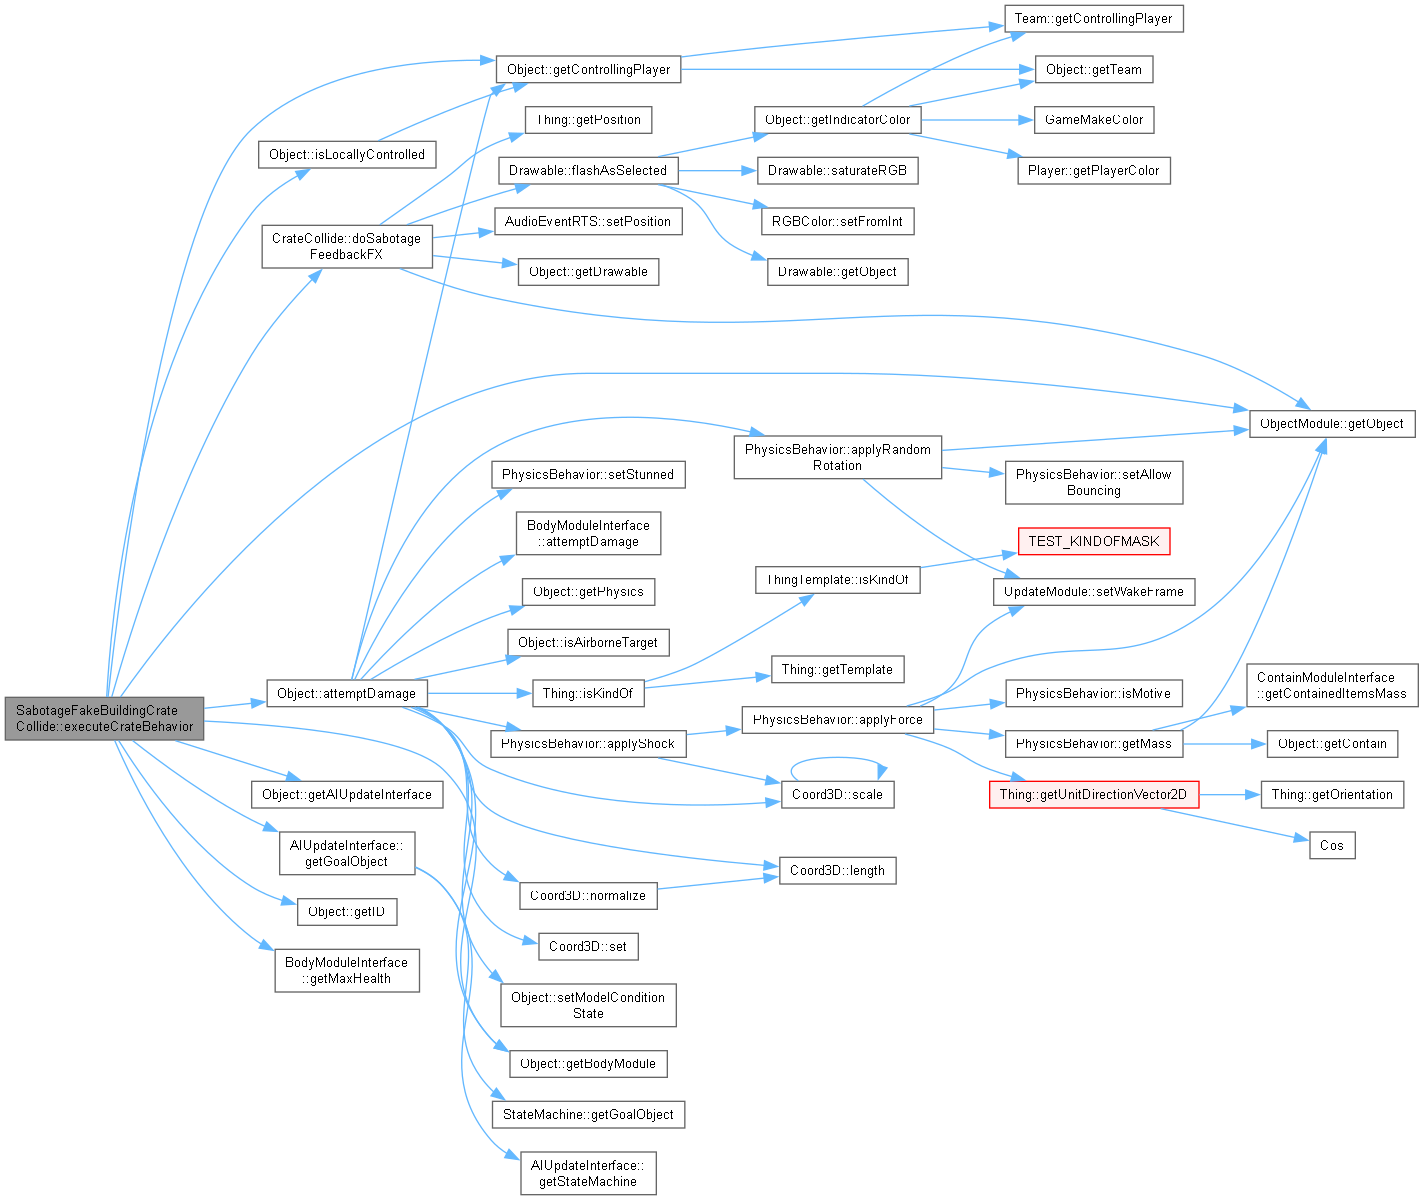 Team::getControllingPlayer
Object::getControllingPlayer
Object::getTeam
Thing::getPosition
Object::getIndicatorColor
GameMakeColor
Object::isLocallyControlled
Drawable::flashAsSelected
Drawable::saturateRGB
Player::getPlayerColor
AudioEventRTS::setPosition
RGBColor::setFromInt
CrateCollide::doSabotage
FeedbackFX
Object::getDrawable
Drawable::getObject
ObjectModule::getObject
PhysicsBehavior::applyRandom
Rotation
PhysicsBehavior::setStunned
PhysicsBehavior::setAllow
Bouncing
BodyModuleInterface
::attemptDamage
TEST_KINDOFMASK
ThingTemplate::isKindOf
Object::getPhysics
UpdateModule::setWakeFrame
Object::isAirborneTarget
Thing::getTemplate
Object::attemptDamage
Thing::isKindOf
PhysicsBehavior::isMotive
ContainModuleInterface
::getContainedItemsMass
SabotageFakeBuildingCrate
Collide::executeCrateBehavior
PhysicsBehavior::applyForce
PhysicsBehavior::applyShock
PhysicsBehavior::getMass
Object::getContain
Object::getAIUpdateInterface
Coord3D::scale
Thing::getUnitDirectionVector2D
Thing::getOrientation
AIUpdateInterface::
getGoalObject
Cos
Coord3D::length
Coord3D::normalize
Object::getID
Coord3D::set
BodyModuleInterface
::getMaxHealth
Object::setModelCondition
State
Object::getBodyModule
StateMachine::getGoalObject
AIUpdateInterface::
getStateMachine